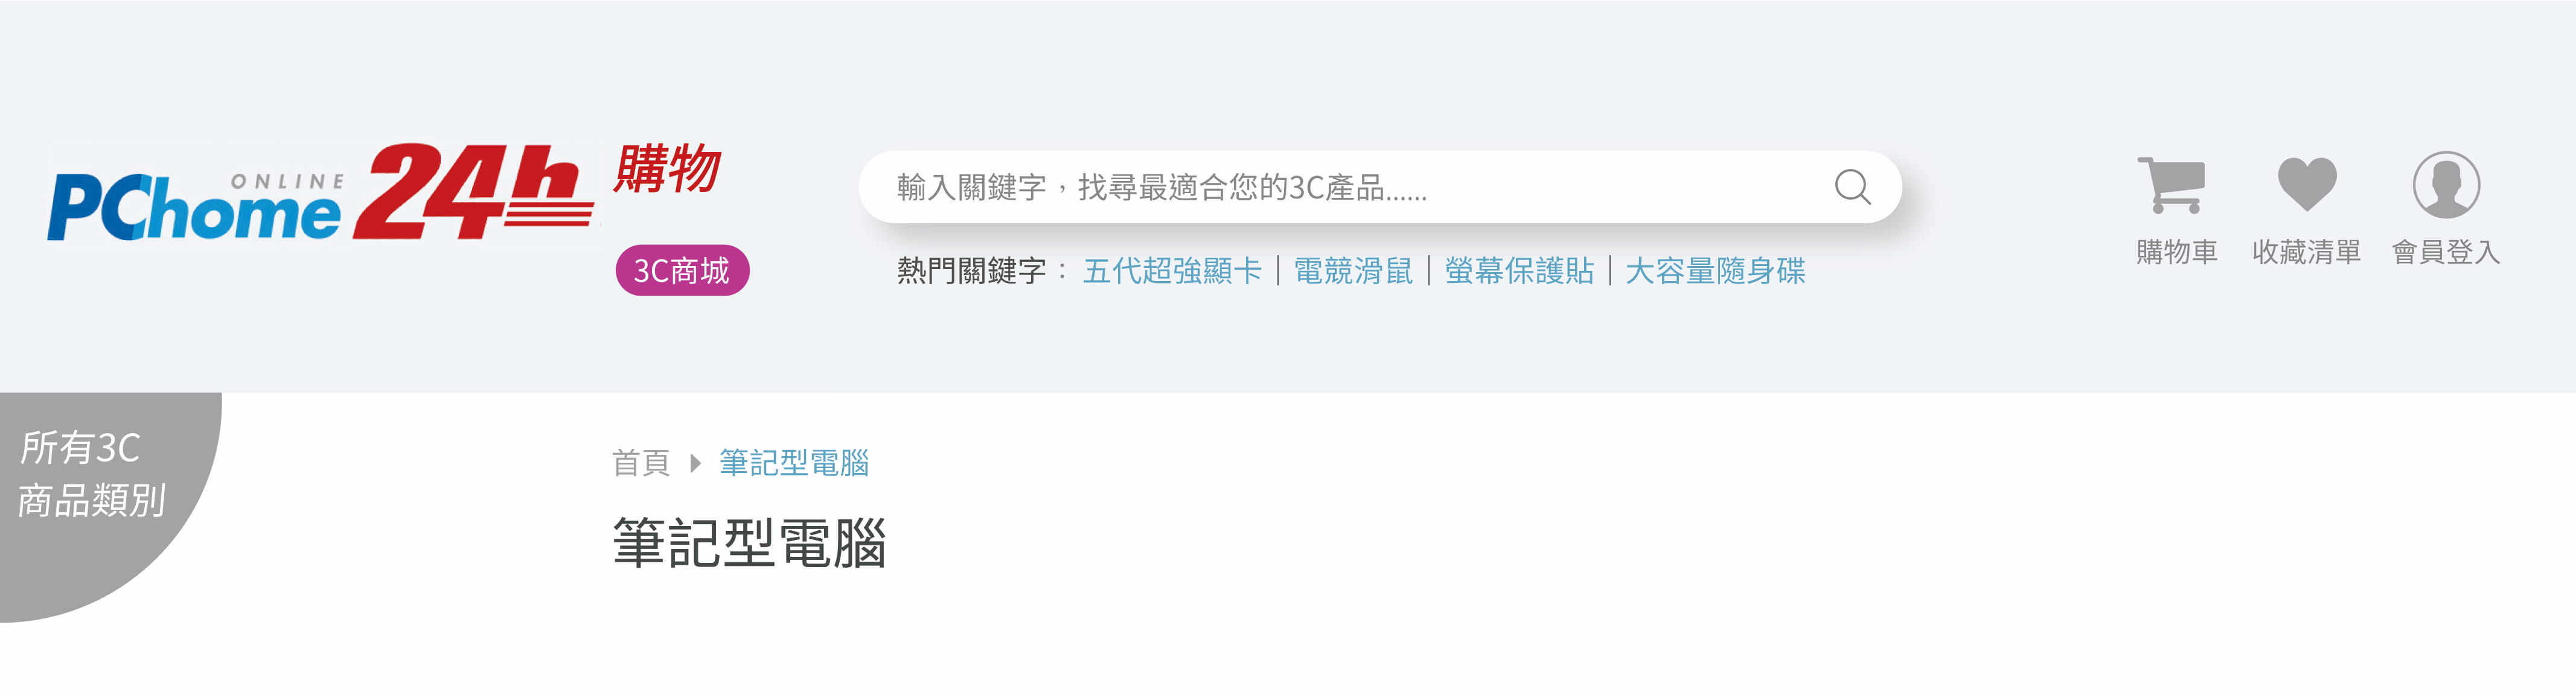 PChome ONLINE 24h 購物
3C商城
輸入關鍵字，找尋最適合您的3C產品......
熱門關鍵字： 五代超強顯卡｜電競滑鼠｜螢幕保護貼｜大容量隨身碟
購物車 收藏清單 會員登入
所有3C
商品類別
首頁 筆記型電腦
筆記型電腦